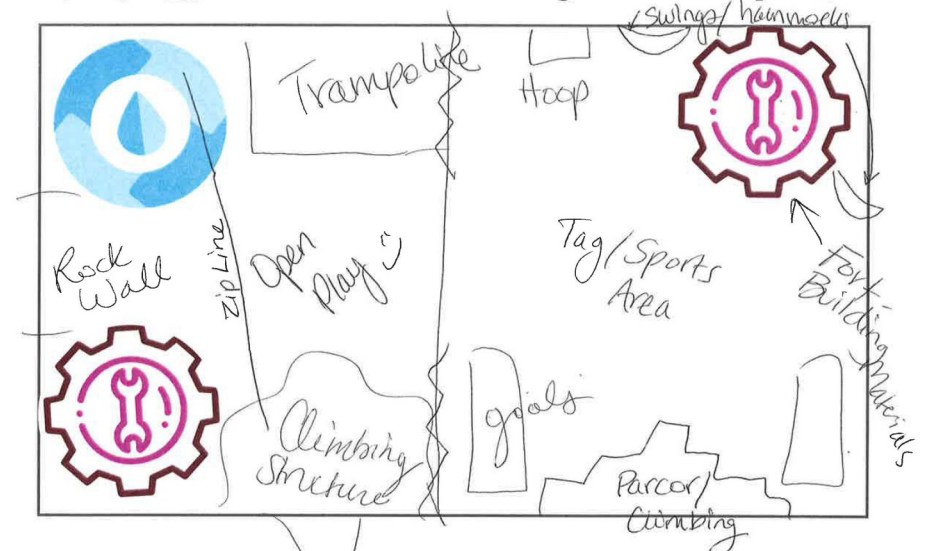 swings/hammocks
Trampoline
Hoop
Rock
Wall
Zip Line
Open
Play
Tag/Sports
Area
Fort
Building Materials
goals
Climbing
Structure
Parcor/
Climbing